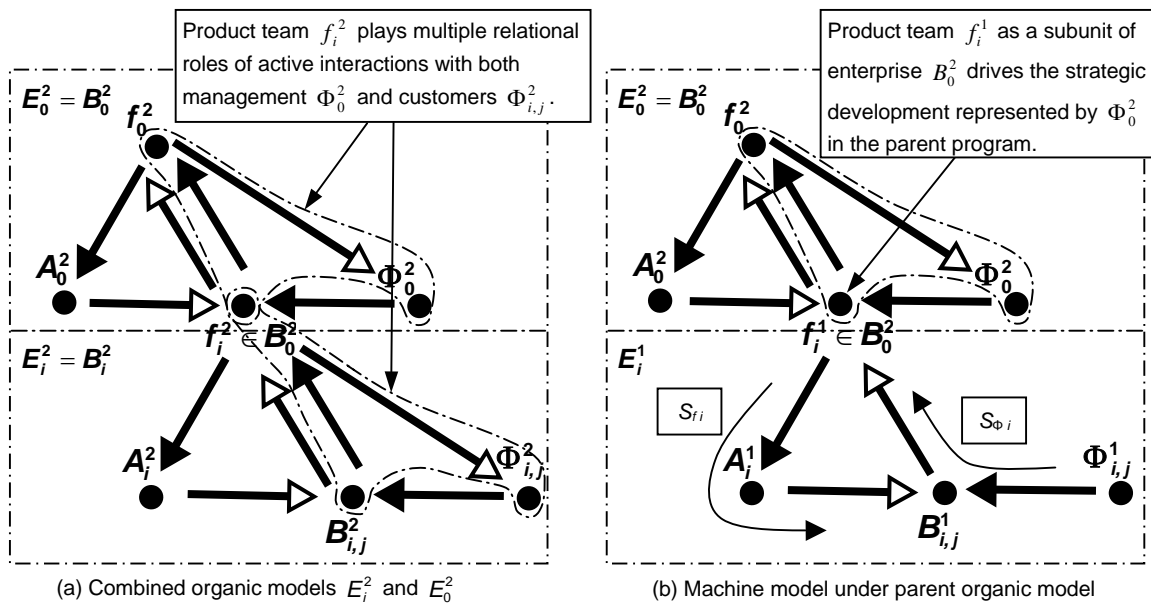 Product team f_i^2 plays multiple relational
roles of active interactions with both
management Φ_0^2 and customers Φ_{i,j}^2.
Product team f_i^1 as a subunit of
enterprise B_0^2 drives the strategic
development represented by Φ_0^2
in the parent program.
E_0^2 = B_0^2
f_0^2
A_0^2
Φ_0^2
f_i^2 ∈ B_0^2
E_i^2 = B_i^2
A_i^2
Φ_{i,j}^2
B_{i,j}^2
(a) Combined organic models E_i^2 and E_0^2
E_0^2 = B_0^2
f_0^2
A_0^2
Φ_0^2
f_i^1 ∈ B_0^2
E_i^1
S_{f i}
S_{Φ i}
A_i^1
Φ_{i,j}^1
B_{i,j}^1
(b) Machine model under parent organic model